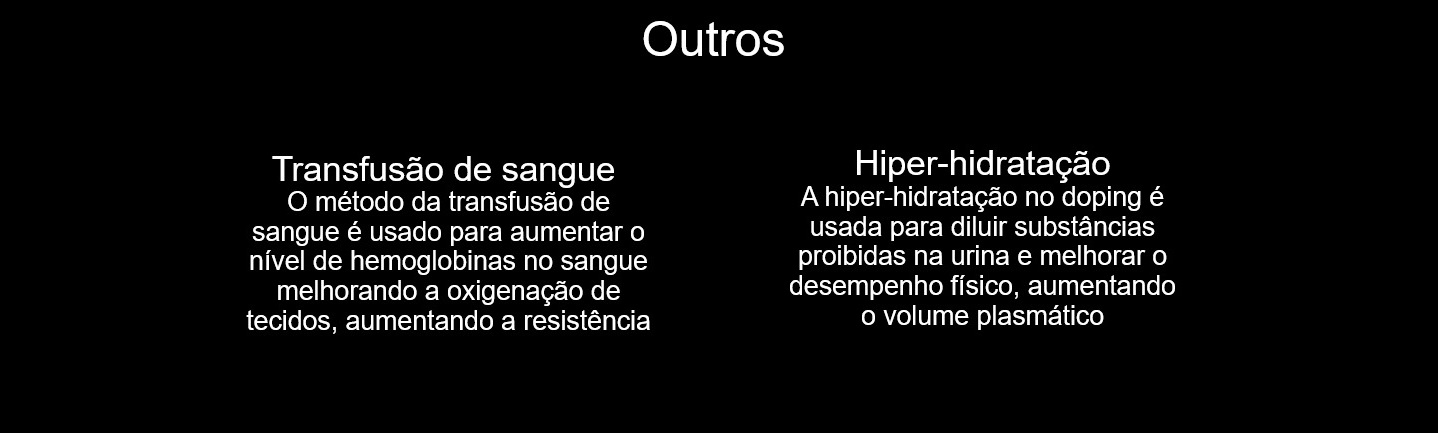 Outros
Transfusão de sangue
O método da transfusão de
sangue é usado para aumentar o
nível de hemoglobinas no sangue
melhorando a oxigenação de
tecidos, aumentando a resistência
Hiper-hidratação
A hiper-hidratação no doping é
usada para diluir substâncias
proibidas na urina e melhorar o
desempenho físico, aumentando
o volume plasmático